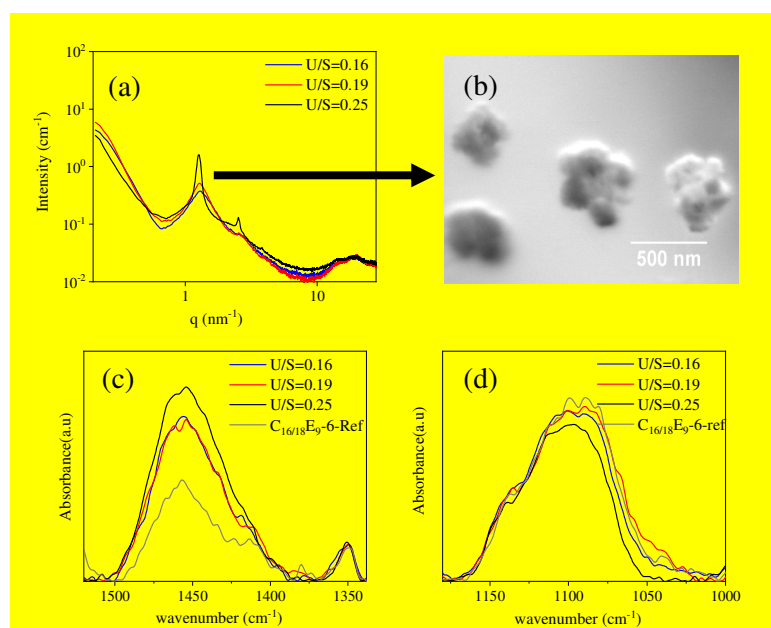 (a)
U/S=0.16
U/S=0.19
U/S=0.25
10²
10¹
10⁰
10⁻¹
10⁻²
Intensity (cm⁻¹)
1
10
q (nm⁻¹)
(b)
500 nm
(c)
U/S=0.16
U/S=0.19
U/S=0.25
C₁₆/₁₈E₉-6-Ref
Absorbance(a.u)
1500
1450
1400
1350
wavenumber (cm⁻¹)
(d)
U/S=0.16
U/S=0.19
U/S=0.25
C₁₆/₁₈E₉-6-ref
Absorbance(a.u)
1150
1100
1050
1000
wavenumber (cm⁻¹)